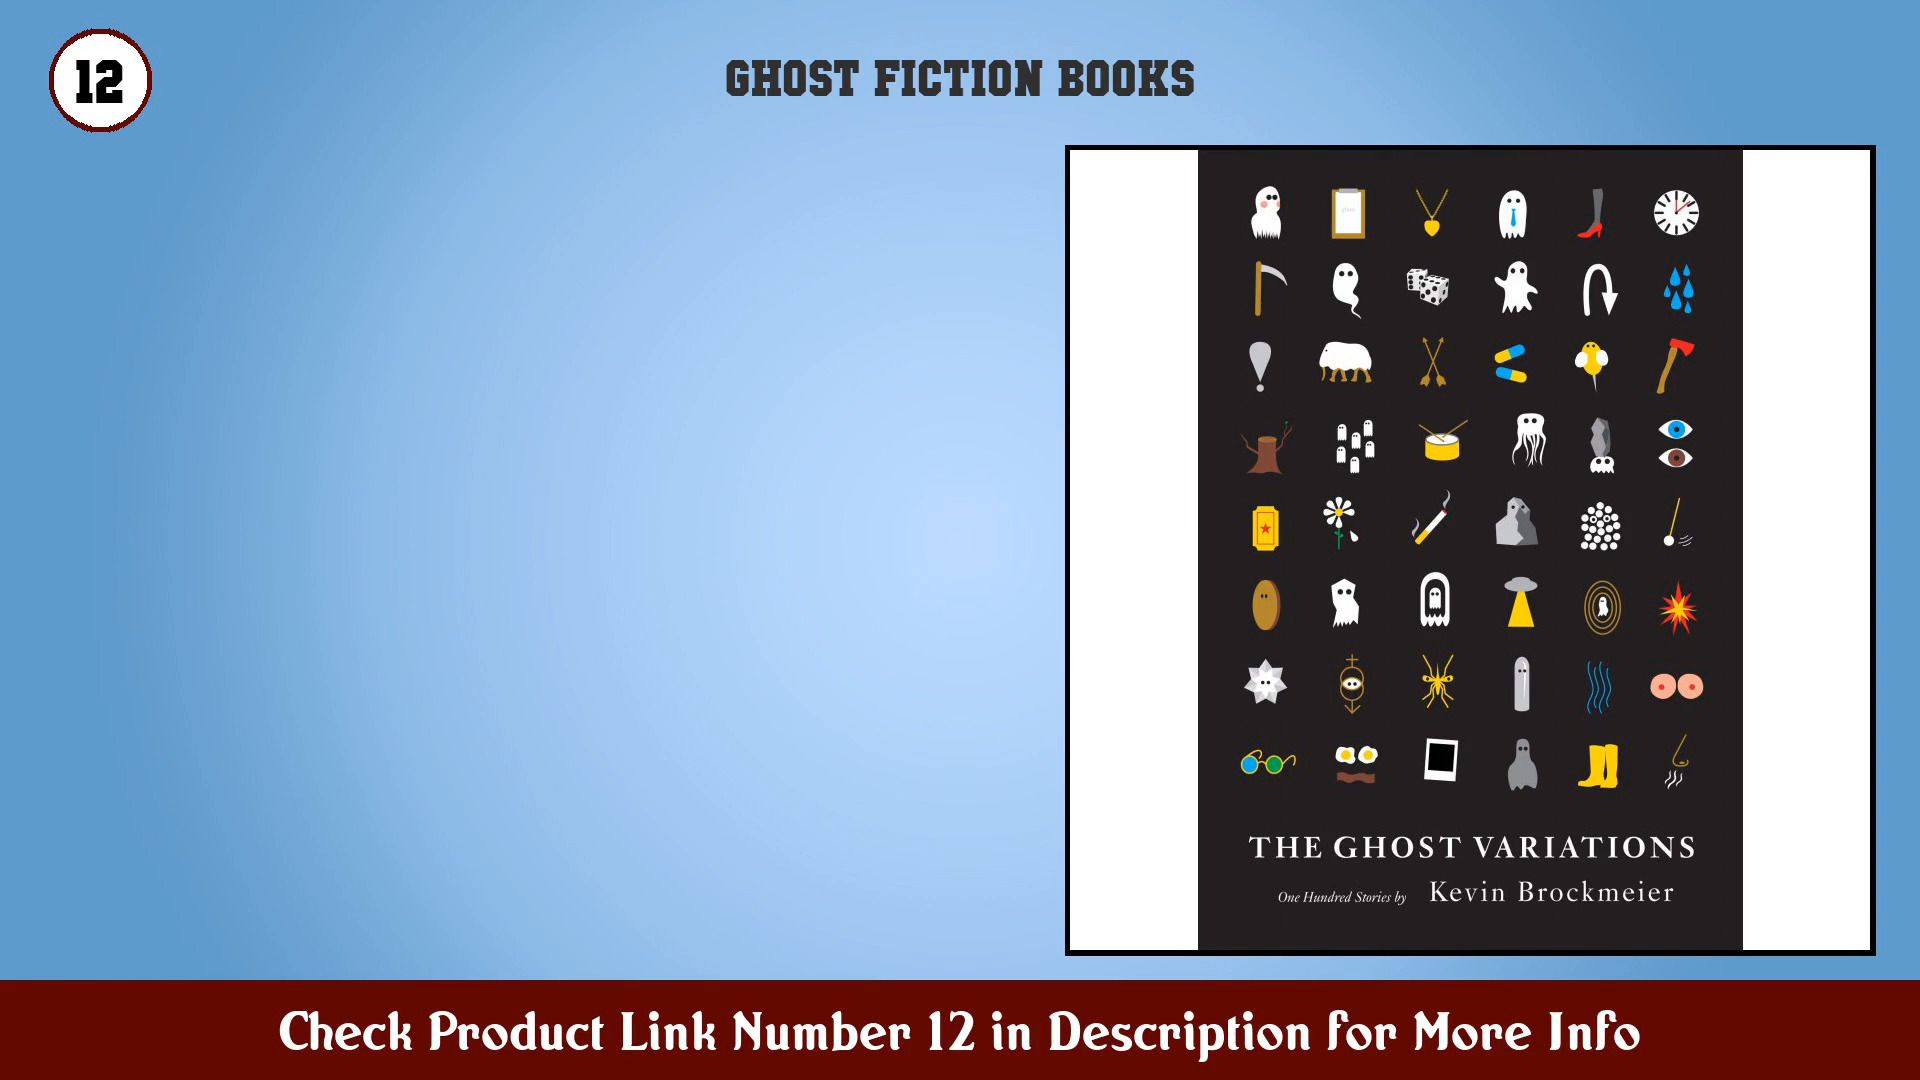 12
GHOST FICTION BOOKS
THE GHOST VARIATIONS
One Hundred Stories by Kevin Brockmeier
Check Product Link Number 12 in Description for More Info